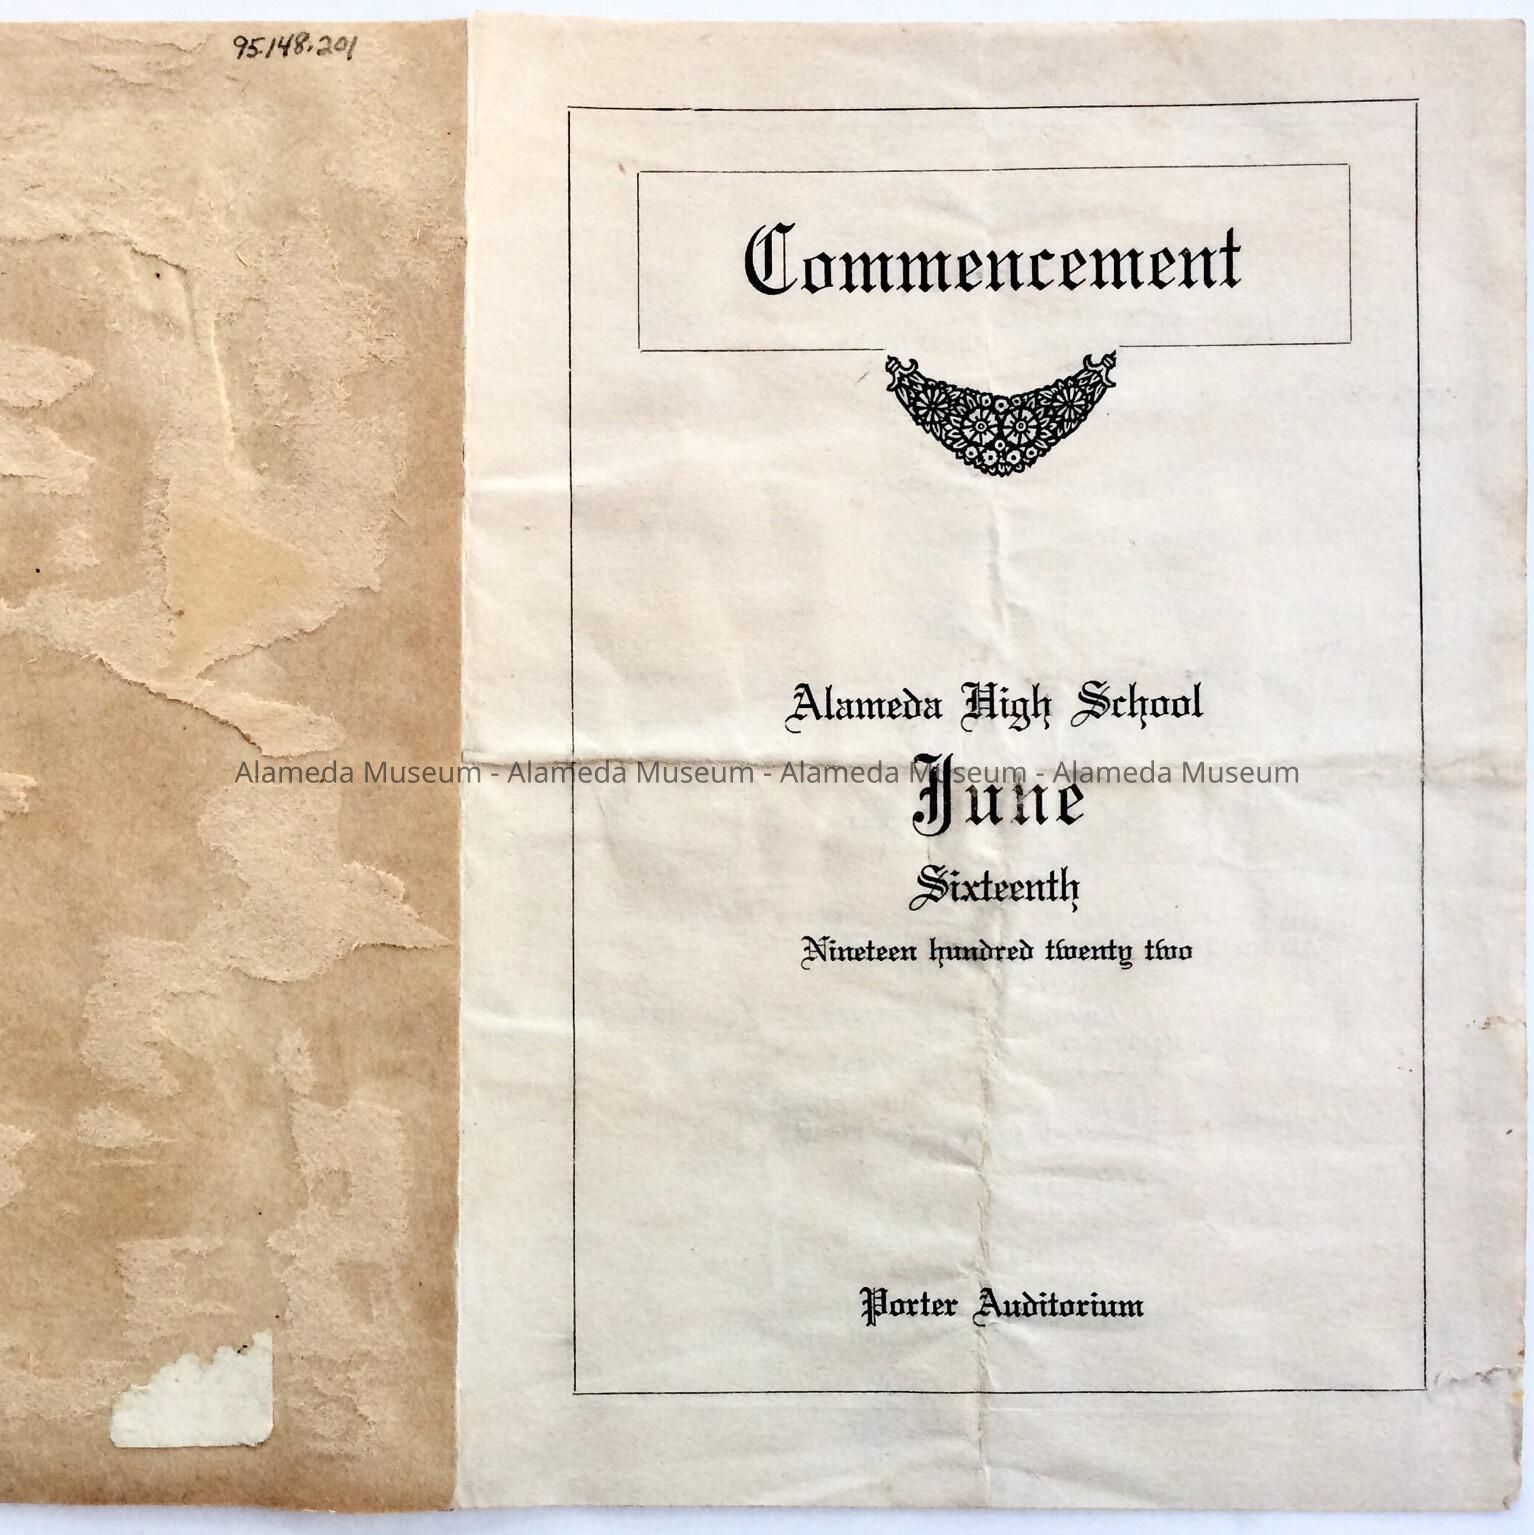 95.148.201
Commencement
Alameda High School
Alameda Museum - Alameda Museum - Alameda Museum - Alameda Museum
June
Sixteenth
Nineteen hundred twenty two
Porter Auditorium